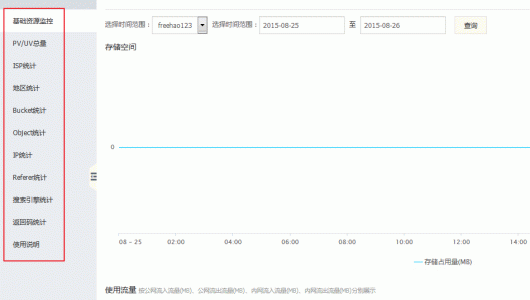 基础资源监控
PV/UV总量
ISP统计
地区统计
Bucket统计
Object统计
IP统计
Referer统计
搜索引擎统计
返回码统计
使用说明
选择时间范围： freehao123 选择时间范围： 2015-08-25 至 2015-08-26 查询
存储空间
0
08 - 25 02:00 04:00 06:00 08:00 10:00 12:00 14:00
存储占用量(MB)
使用流量 按公网流入流量(MB)、公网流出流量(MB)、内网流入流量(MB)、内网流出流量(MB)分别展示